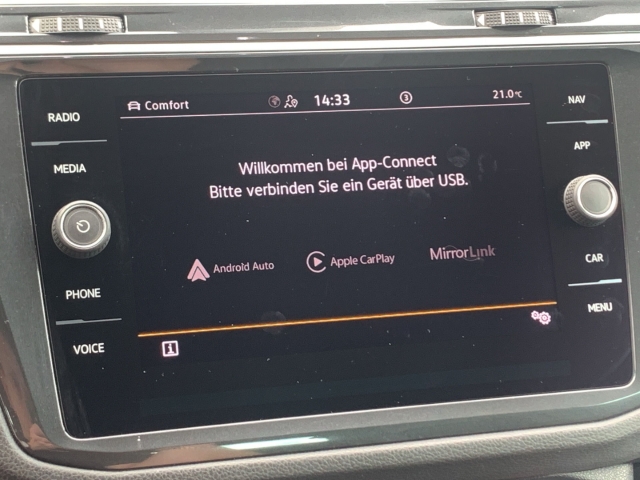 RADIO
MEDIA
PHONE
VOICE
Comfort 14:33 3 21.0°C
Willkommen bei App-Connect
Bitte verbinden Sie ein Gerät über USB.
Android Auto
Apple CarPlay
MirrorLink
i
NAV
APP
CAR
MENU